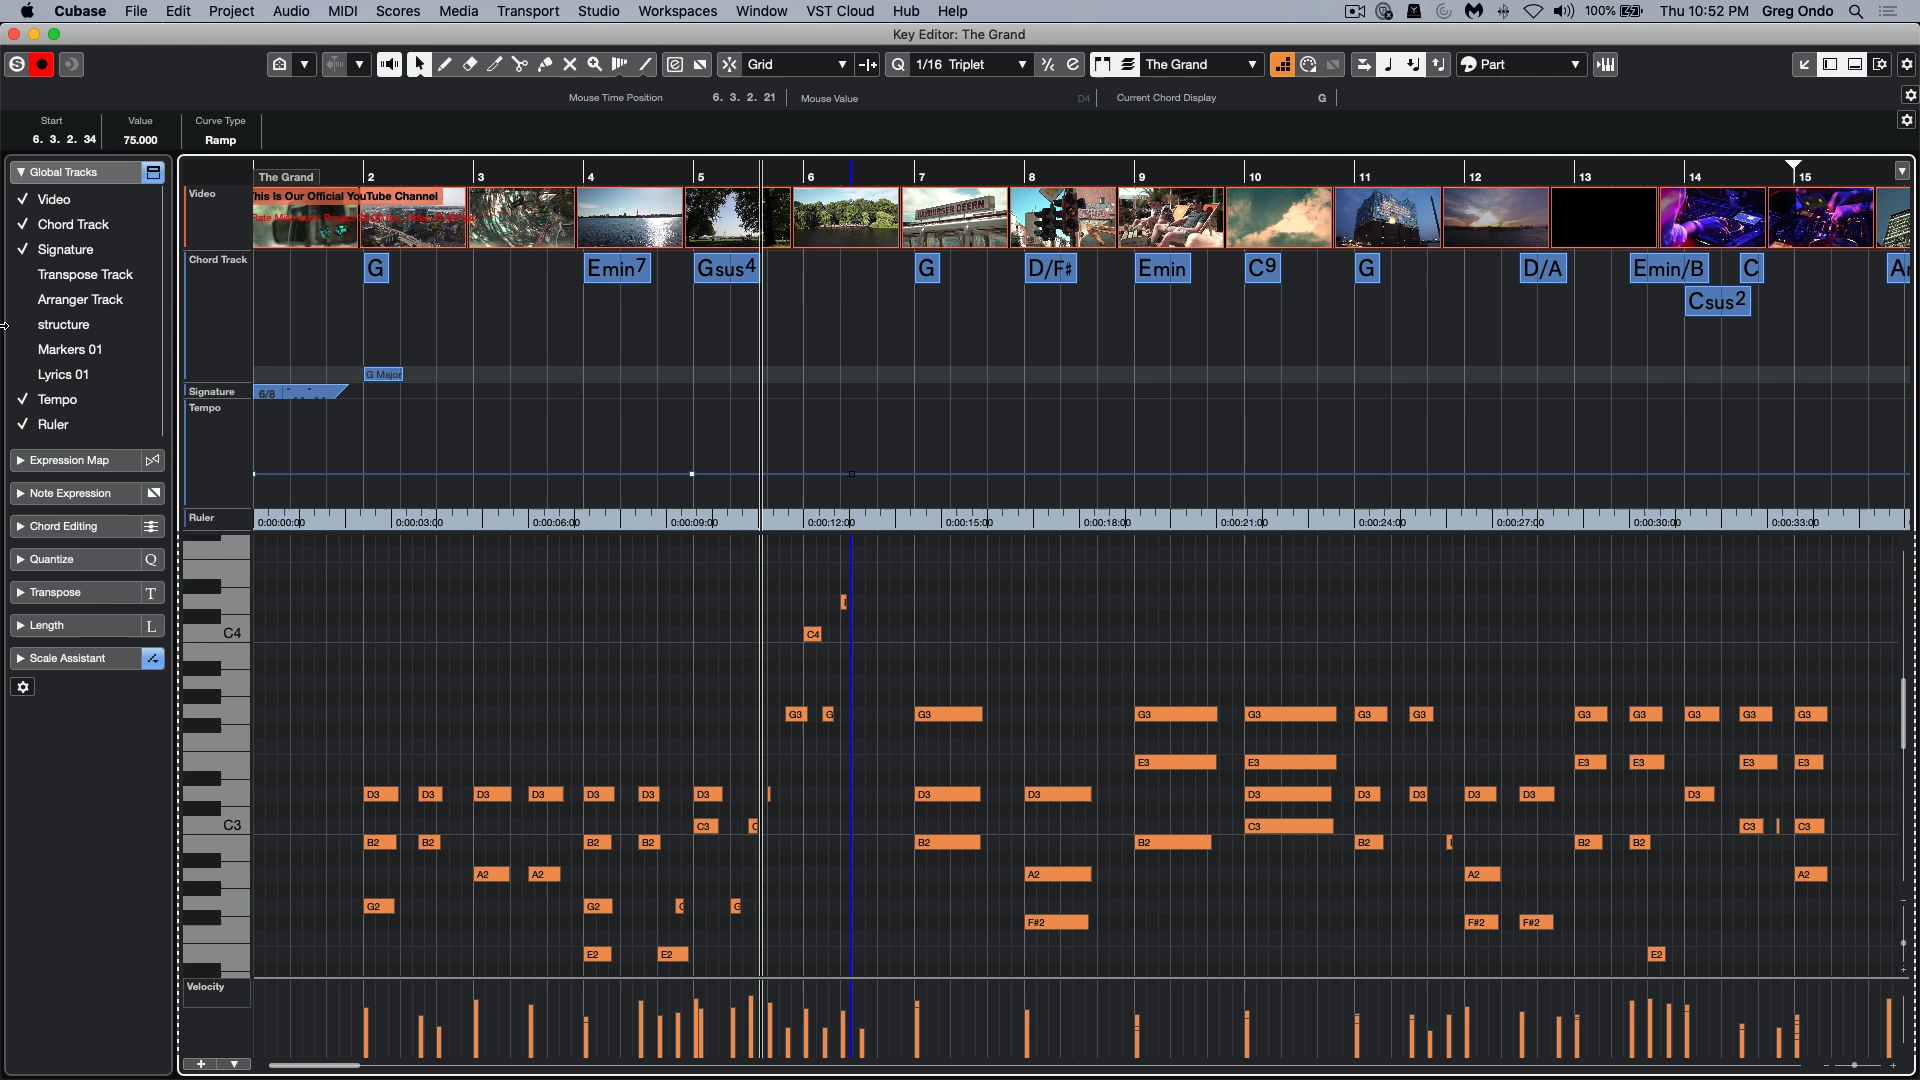 Cubase File Edit Project Audio MIDI Scores Media Transport Studio Workspaces Window VST Cloud Hub Help 100% Thu 10:52 PM Greg Ondo
Key Editor: The Grand
Grid 1/16 Triplet The Grand Part
Mouse Time Position 6. 3. 2. 21 Mouse Value D4 Current Chord Display G
Start Value Curve Type
6. 3. 2. 34 75.000 Ramp
Global Tracks
Video
Chord Track
Signature
Transpose Track
Arranger Track
structure
Markers 01
Lyrics 01
Tempo
Ruler
Expression Map
Note Expression
Chord Editing
Quantize Q
Transpose T
Length L
Scale Assistant
The Grand 2 3 4 5 6 7 8 9 10 11 12 13 14 15
Video
his Is Our Official YouTube Channel
HAMBURGER DEERN
Chord Track
G Emin7 Gsus4 G D/F♯ Emin C9 G D/A Emin/B C
Csus2
G Major
Signature
6/8
Tempo
Ruler
0:00:00:00 0:00:03:00 0:00:06:00 0:00:09:00 0:00:12:00 0:00:15:00 0:00:18:00 0:00:21:00 0:00:24:00 0:00:27:00 0:00:30:00 0:00:33:00
C4 C4
G3 G G3 G3 G3 G3 G3 G3 G3 G3 G3 G3
E3 E3 E3 E3 E3 E3
D3 D3 D3 D3 D3 D3 D3 D3 D3 D3 D3 D3 D3 D3 D3
C3 C3 C C3 C3 C3
B2 B2 B2 B2 B2 B2 B2 B2 B2
A2 A2 A2 A2 A2
G2 G2 G G
F#2 F#2 F#2
E2 E2 E2
Velocity